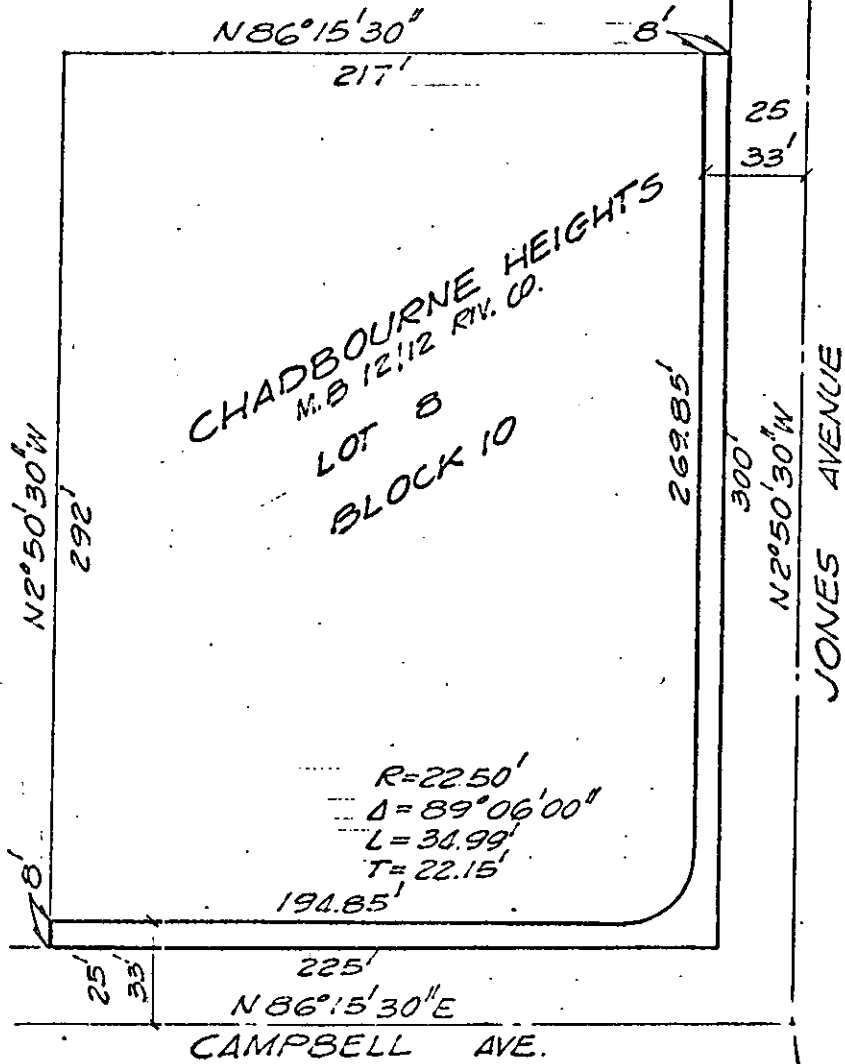 N86°15'30"
8'
217'
25
33'
CHADBOURNE HEIGHTS
M.B 12/12 RIV. CO.
LOT 8
BLOCK 10
N2°50'30"W
292'
269.85'
300'
N2°50'30"W
JONES AVENUE
R=22.50'
Δ=89°06'00"
L=34.99'
T=22.15'
8'
194.85'
25'
33'
225'
N86°15'30"E
CAMPBELL AVE.